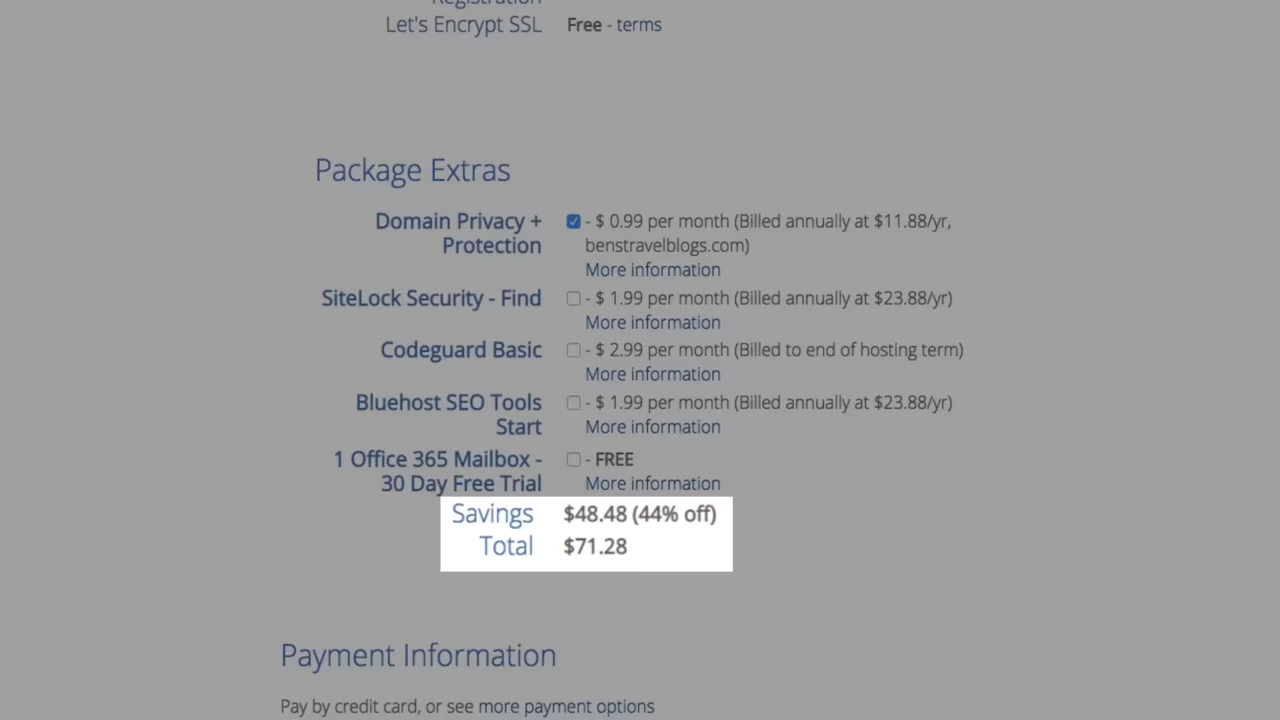 Registration
Let's Encrypt SSL Free - terms
Package Extras
Domain Privacy + Protection - $ 0.99 per month (Billed annually at $11.88/yr, benstravelblogs.com)
More information
SiteLock Security - Find - $ 1.99 per month (Billed annually at $23.88/yr)
More information
Codeguard Basic - $ 2.99 per month (Billed to end of hosting term)
More information
Bluehost SEO Tools Start - $ 1.99 per month (Billed annually at $23.88/yr)
More information
1 Office 365 Mailbox - 30 Day Free Trial - FREE
More information
Savings $48.48 (44% off)
Total $71.28
Payment Information
Pay by credit card, or see more payment options